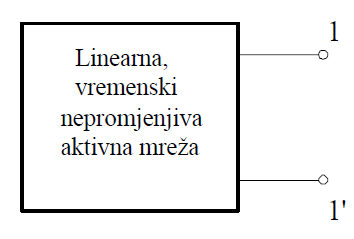 1
Linearna,
vremenski
nepromjenjiva
aktivna mreža
1'